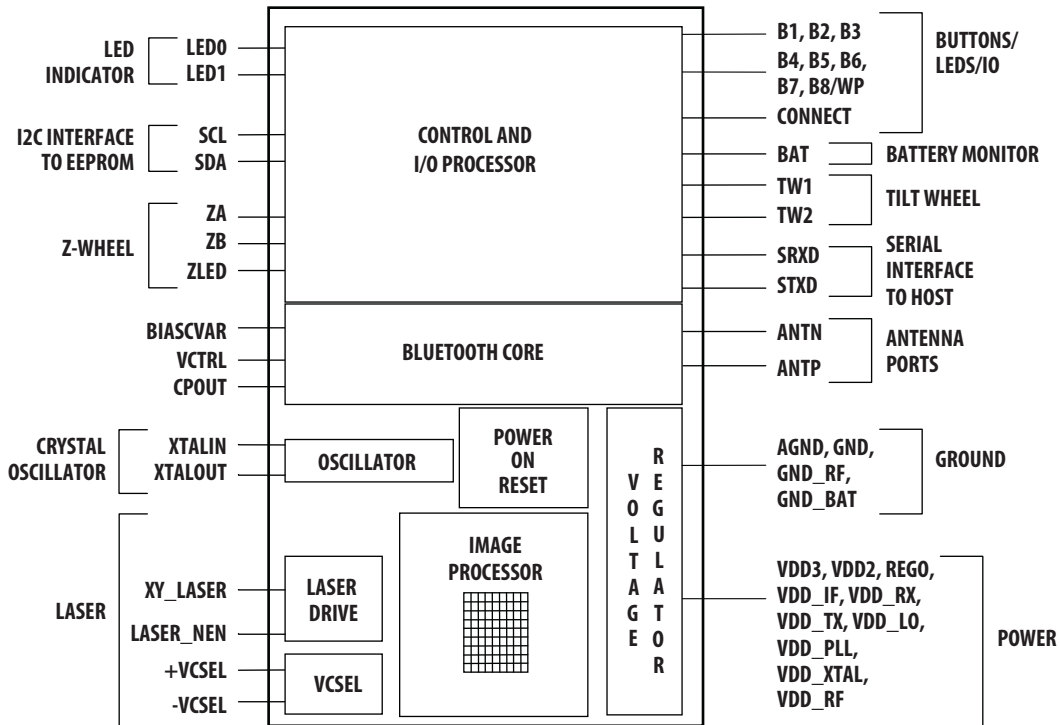 LED
INDICATOR
LED0
LED1
I2C INTERFACE
TO EEPROM
SCL
SDA
Z-WHEEL
ZA
ZB
ZLED
BIASCVAR
VCTRL
CPOUT
CRYSTAL
OSCILLATOR
XTALIN
XTALOUT
LASER
XY_LASER
LASER_NEN
+VCSEL
-VCSEL
CONTROL AND
I/O PROCESSOR
BLUETOOTH CORE
OSCILLATOR
POWER
ON
RESET
VOLTAGE
REGULATOR
IMAGE
PROCESSOR
LASER
DRIVE
VCSEL
B1, B2, B3
B4, B5, B6,
B7, B8/WP
CONNECT
BUTTONS/
LEDS/IO
BAT
BATTERY MONITOR
TW1
TW2
TILT WHEEL
SRXD
STXD
SERIAL
INTERFACE
TO HOST
ANTN
ANTP
ANTENNA
PORTS
AGND, GND,
GND_RF,
GND_BAT
GROUND
VDD3, VDD2, REGO,
VDD_IF, VDD_RX,
VDD_TX, VDD_LO,
VDD_PLL,
VDD_XTAL,
VDD_RF
POWER